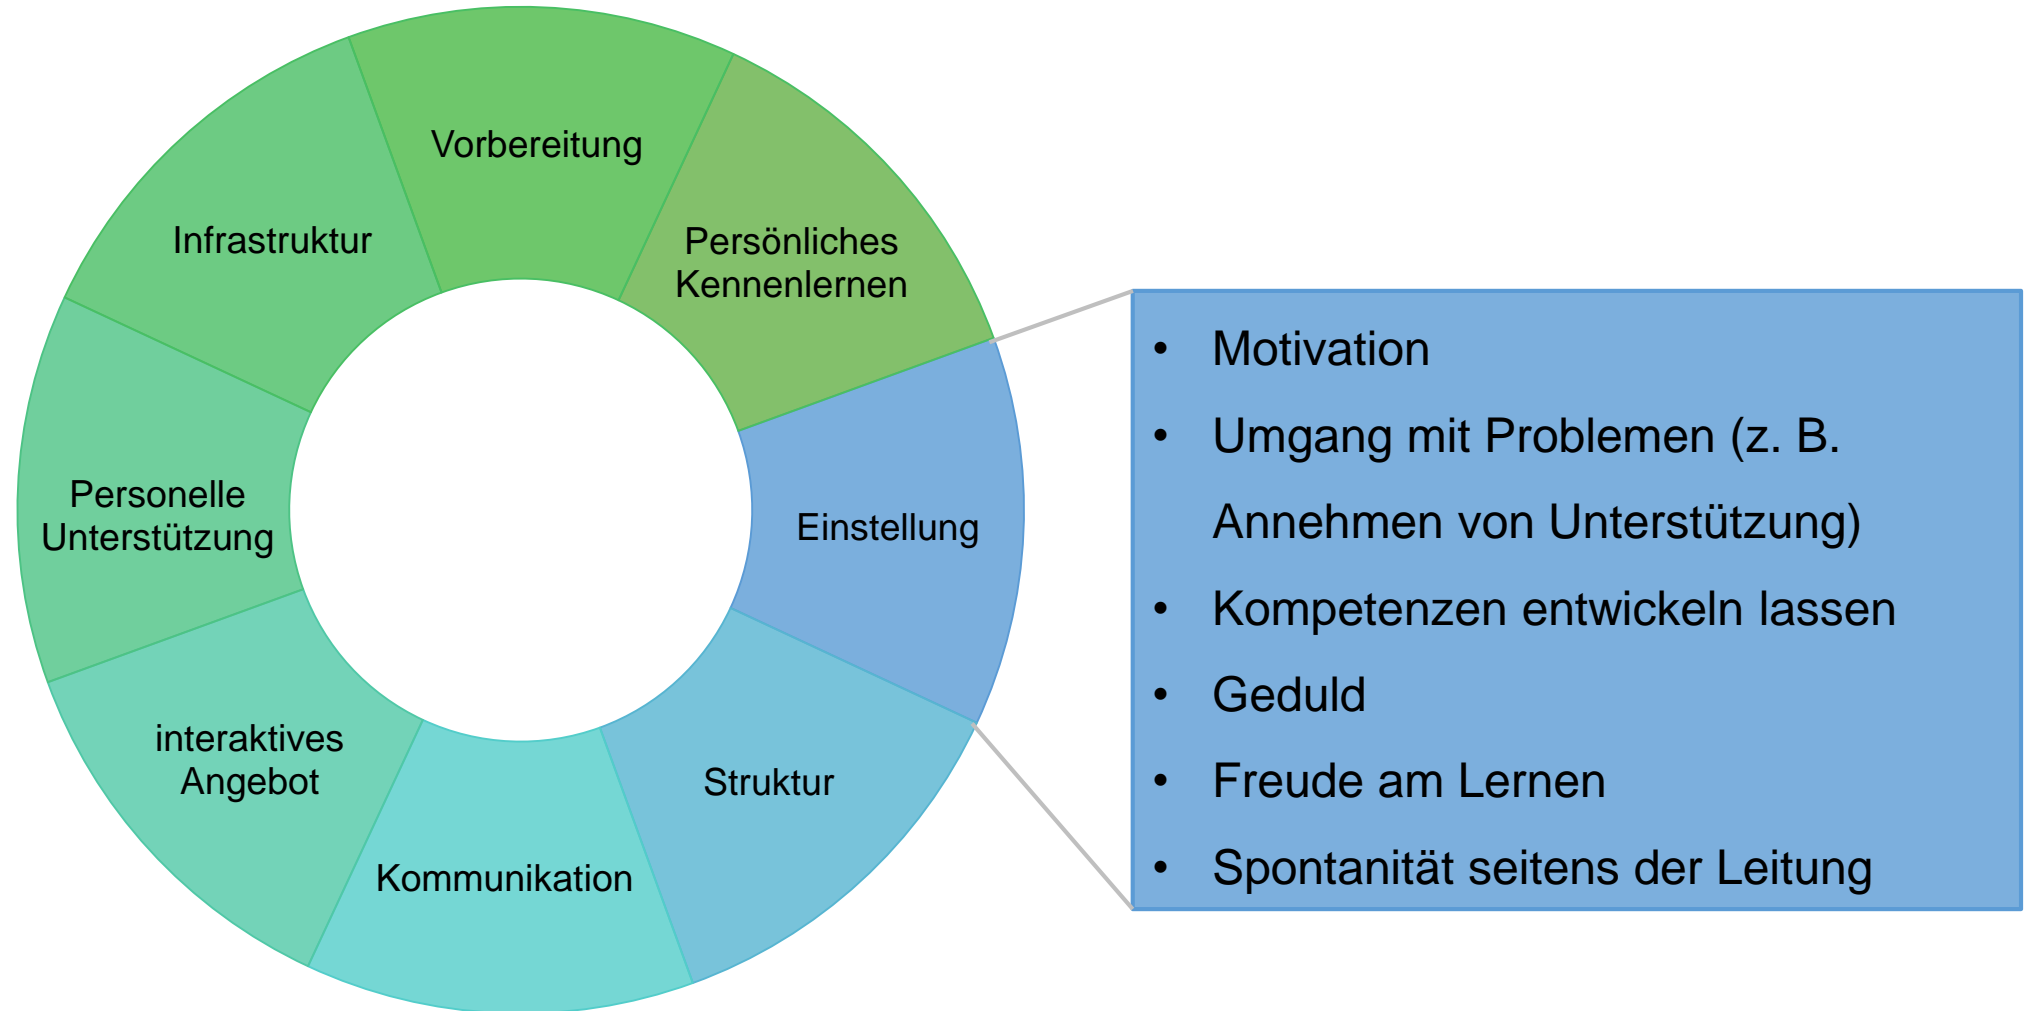 Vorbereitung
Persönliches
Kennenlernen
Infrastruktur
Personelle
Unterstützung
Einstellung
interaktives
Angebot
Struktur
Kommunikation
• Motivation
• Umgang mit Problemen (z. B.
Annehmen von Unterstützung)
• Kompetenzen entwickeln lassen
• Geduld
• Freude am Lernen
• Spontanität seitens der Leitung